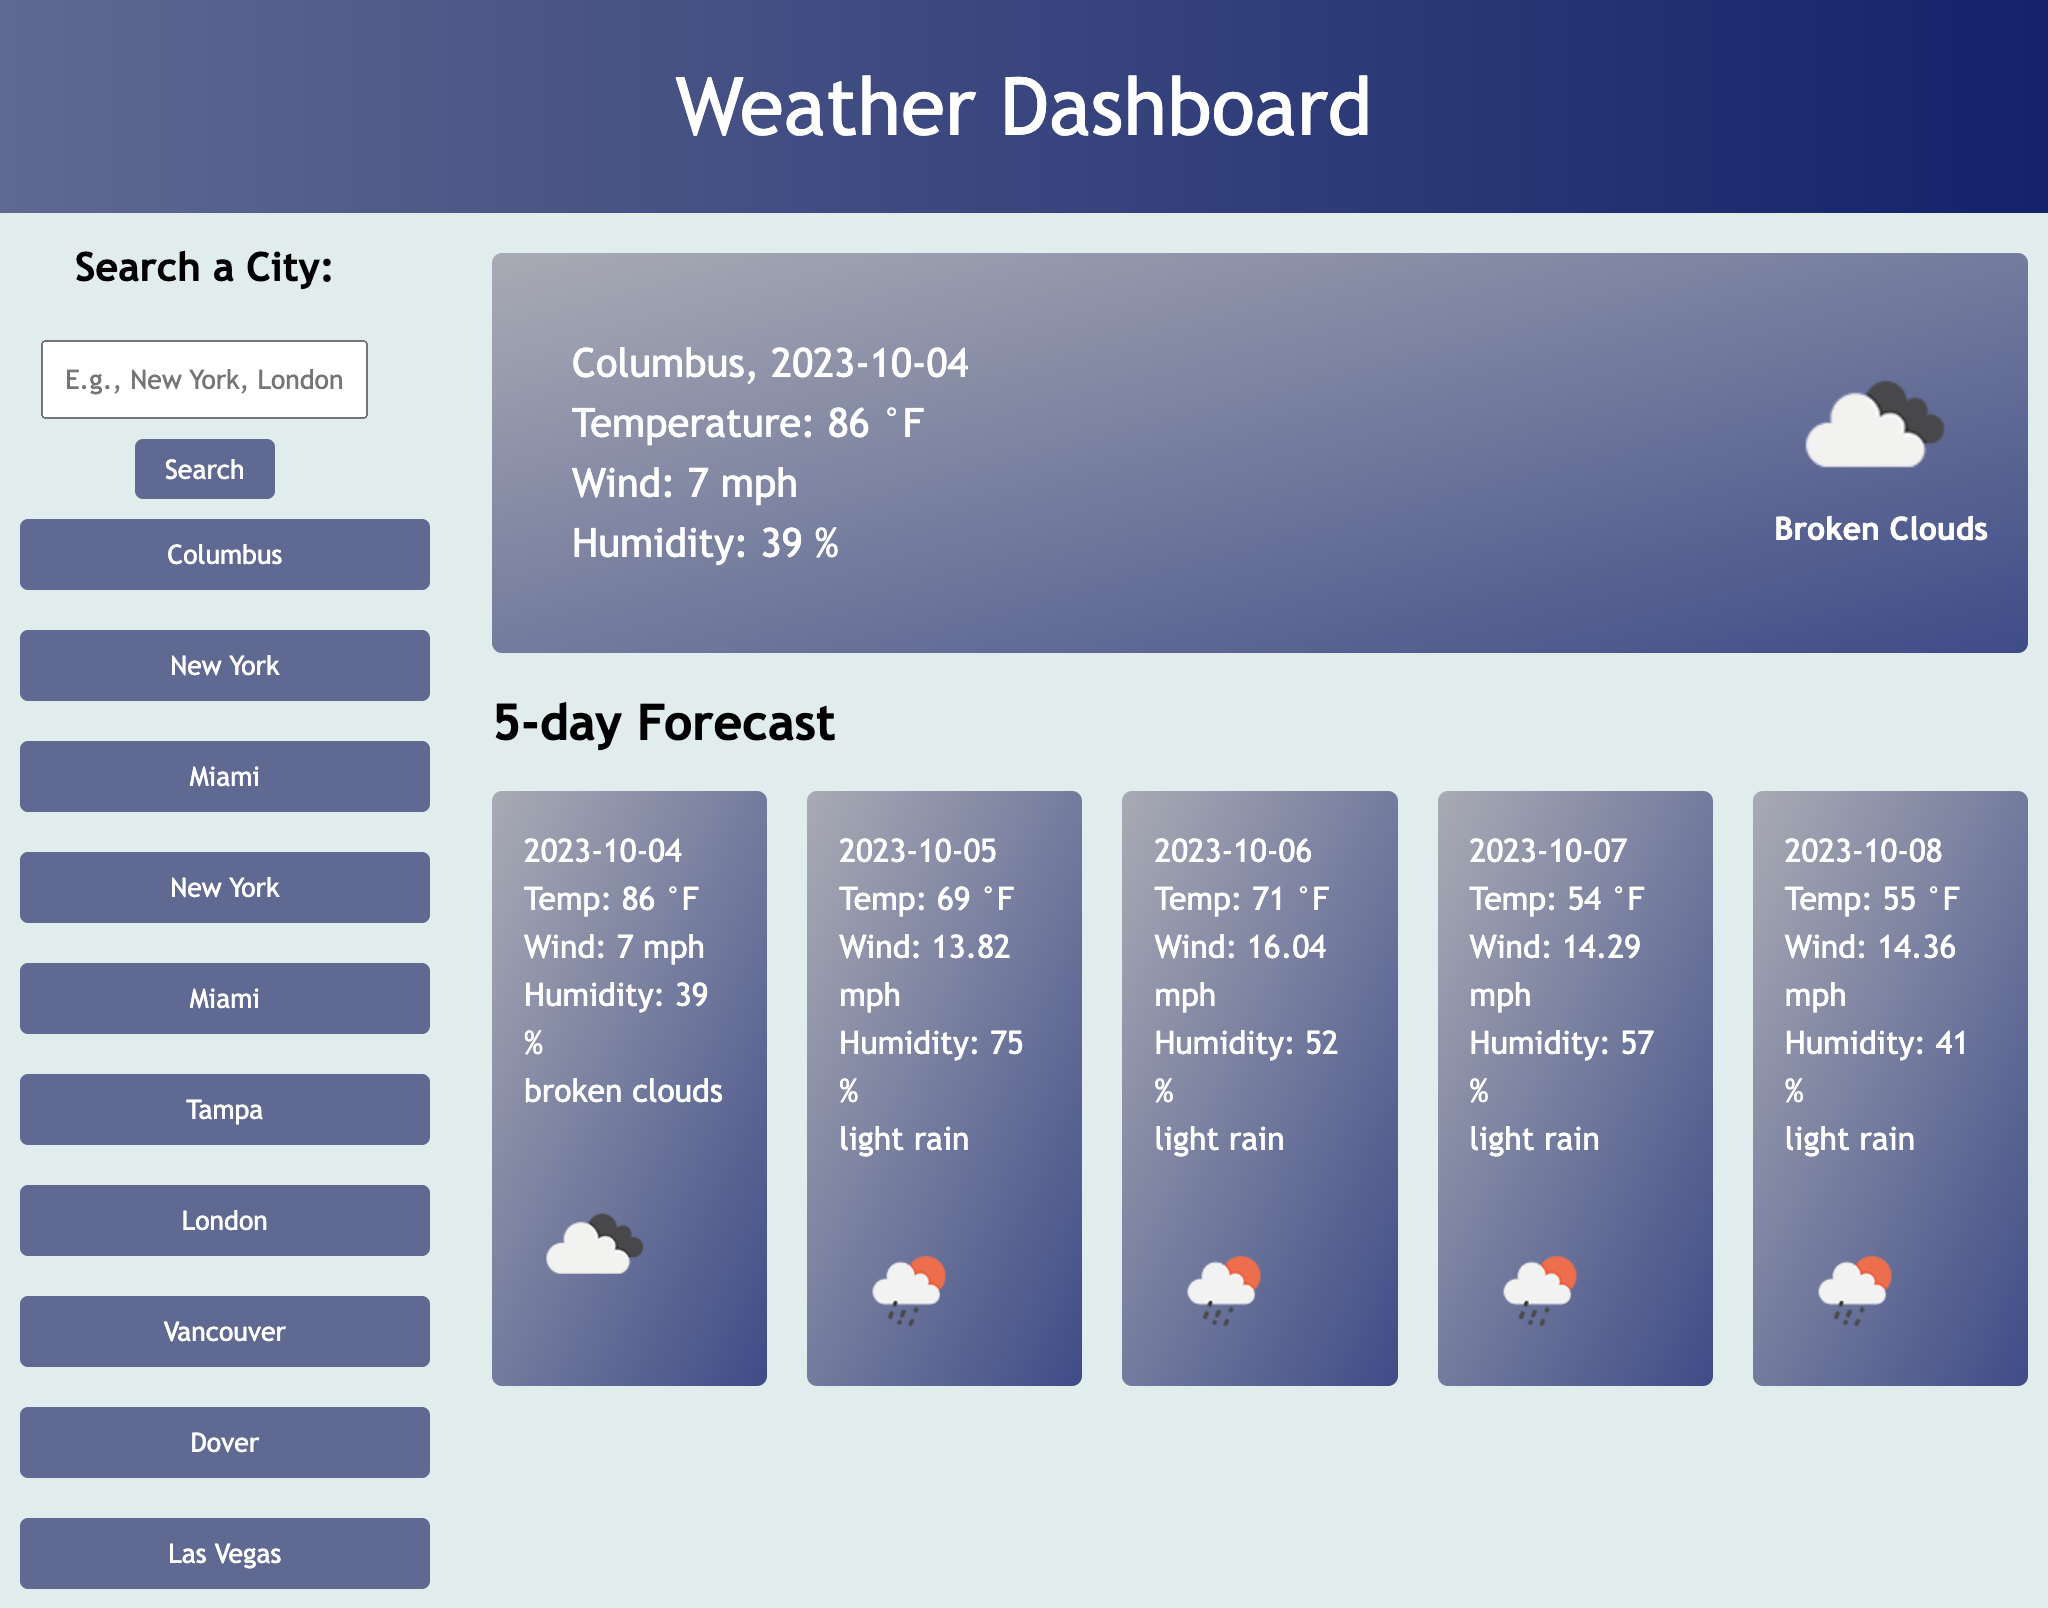 Weather Dashboard
Search a City:
E.g., New York, London
Search
Columbus
New York
Miami
New York
Miami
Tampa
London
Vancouver
Dover
Las Vegas
Columbus, 2023-10-04
Temperature: 86 °F
Wind: 7 mph
Humidity: 39 %
Broken Clouds
5-day Forecast
2023-10-04
Temp: 86 °F
Wind: 7 mph
Humidity: 39
%
broken clouds
2023-10-05
Temp: 69 °F
Wind: 13.82
mph
Humidity: 75
%
light rain
2023-10-06
Temp: 71 °F
Wind: 16.04
mph
Humidity: 52
%
light rain
2023-10-07
Temp: 54 °F
Wind: 14.29
mph
Humidity: 57
%
light rain
2023-10-08
Temp: 55 °F
Wind: 14.36
mph
Humidity: 41
%
light rain